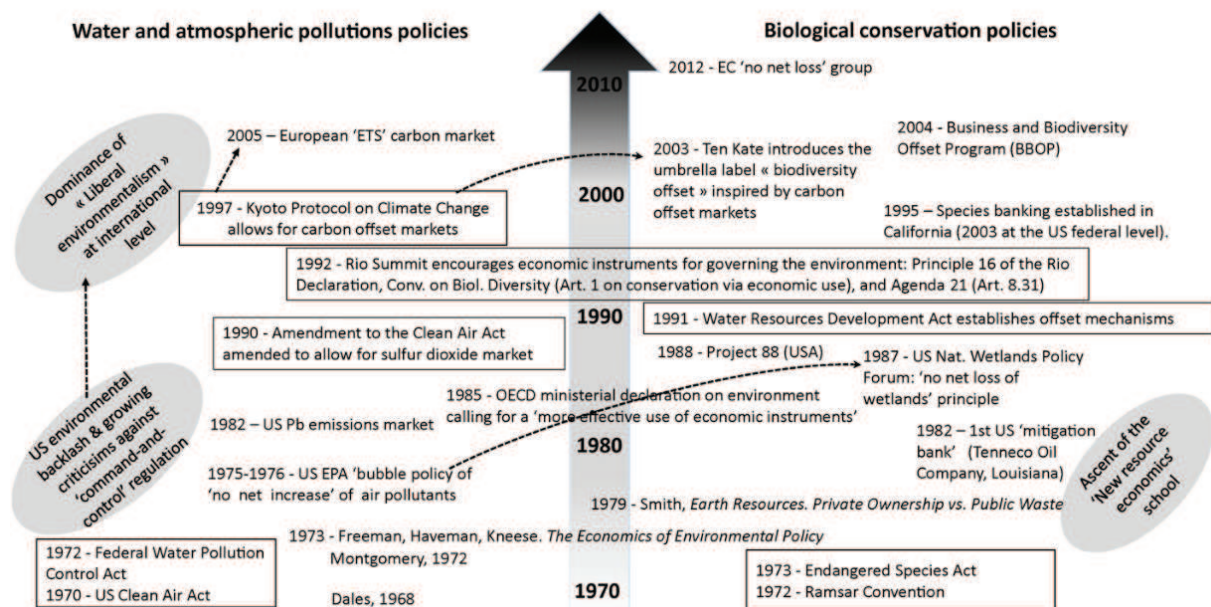 Water and atmospheric pollutions policies
Biological conservation policies
2010
2012 - EC 'no net loss' group
2005 – European 'ETS' carbon market
2004 - Business and Biodiversity
Offset Program (BBOP)
2003 - Ten Kate introduces the
umbrella label « biodiversity
offset » inspired by carbon
offset markets
Dominance of
« Liberal
environmentalism »
at international
level
2000
1997 - Kyoto Protocol on Climate Change
allows for carbon offset markets
1995 – Species banking established in
California (2003 at the US federal level).
1992 - Rio Summit encourages economic instruments for governing the environment: Principle 16 of the Rio
Declaration, Conv. on Biol. Diversity (Art. 1 on conservation via economic use), and Agenda 21 (Art. 8.31)
1990
1991 - Water Resources Development Act establishes offset mechanisms
1990 - Amendment to the Clean Air Act
amended to allow for sulfur dioxide market
1988 - Project 88 (USA)
1987 - US Nat. Wetlands Policy
Forum: 'no net loss of
wetlands' principle
1985 - OECD ministerial declaration on environment
calling for a 'more effective use of economic instruments'
US environmental
backlash & growing
criticisims against
'command-and-
control' regulation
1982 – US Pb emissions market
1980
1982 – 1st US 'mitigation
bank' (Tenneco Oil
Company, Louisiana)
Ascent of the
'New resource
economics'
school
1975-1976 - US EPA 'bubble policy of
'no net increase' of air pollutants
1979 - Smith, Earth Resources. Private Ownership vs. Public Waste
1973 - Freeman, Haveman, Kneese. The Economics of Environmental Policy
Montgomery, 1972
Dales, 1968
1972 - Federal Water Pollution
Control Act
1970 - US Clean Air Act
1970
1973 - Endangered Species Act
1972 - Ramsar Convention